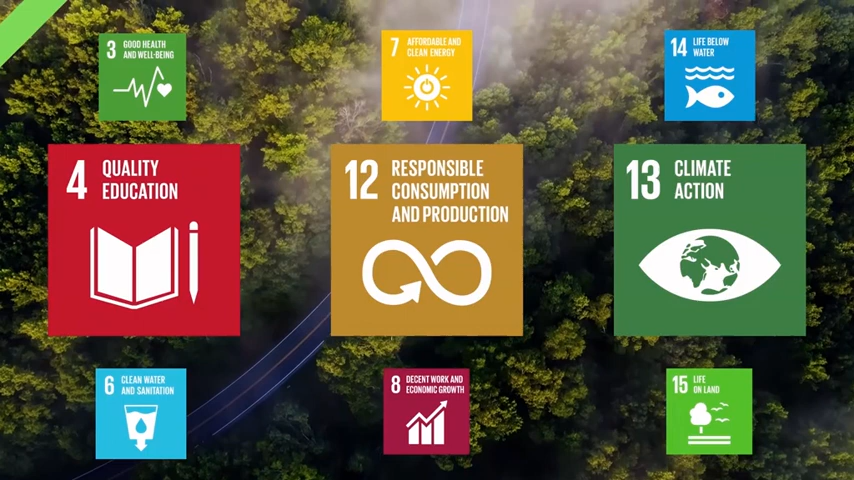 3 GOOD HEALTH
AND WELL-BEING
7 AFFORDABLE AND
CLEAN ENERGY
14 LIFE BELOW
WATER
4 QUALITY
EDUCATION
12 RESPONSIBLE
CONSUMPTION
AND PRODUCTION
13 CLIMATE
ACTION
6 CLEAN WATER
AND SANITATION
8 DECENT WORK AND
ECONOMIC GROWTH
15 LIFE
ON LAND